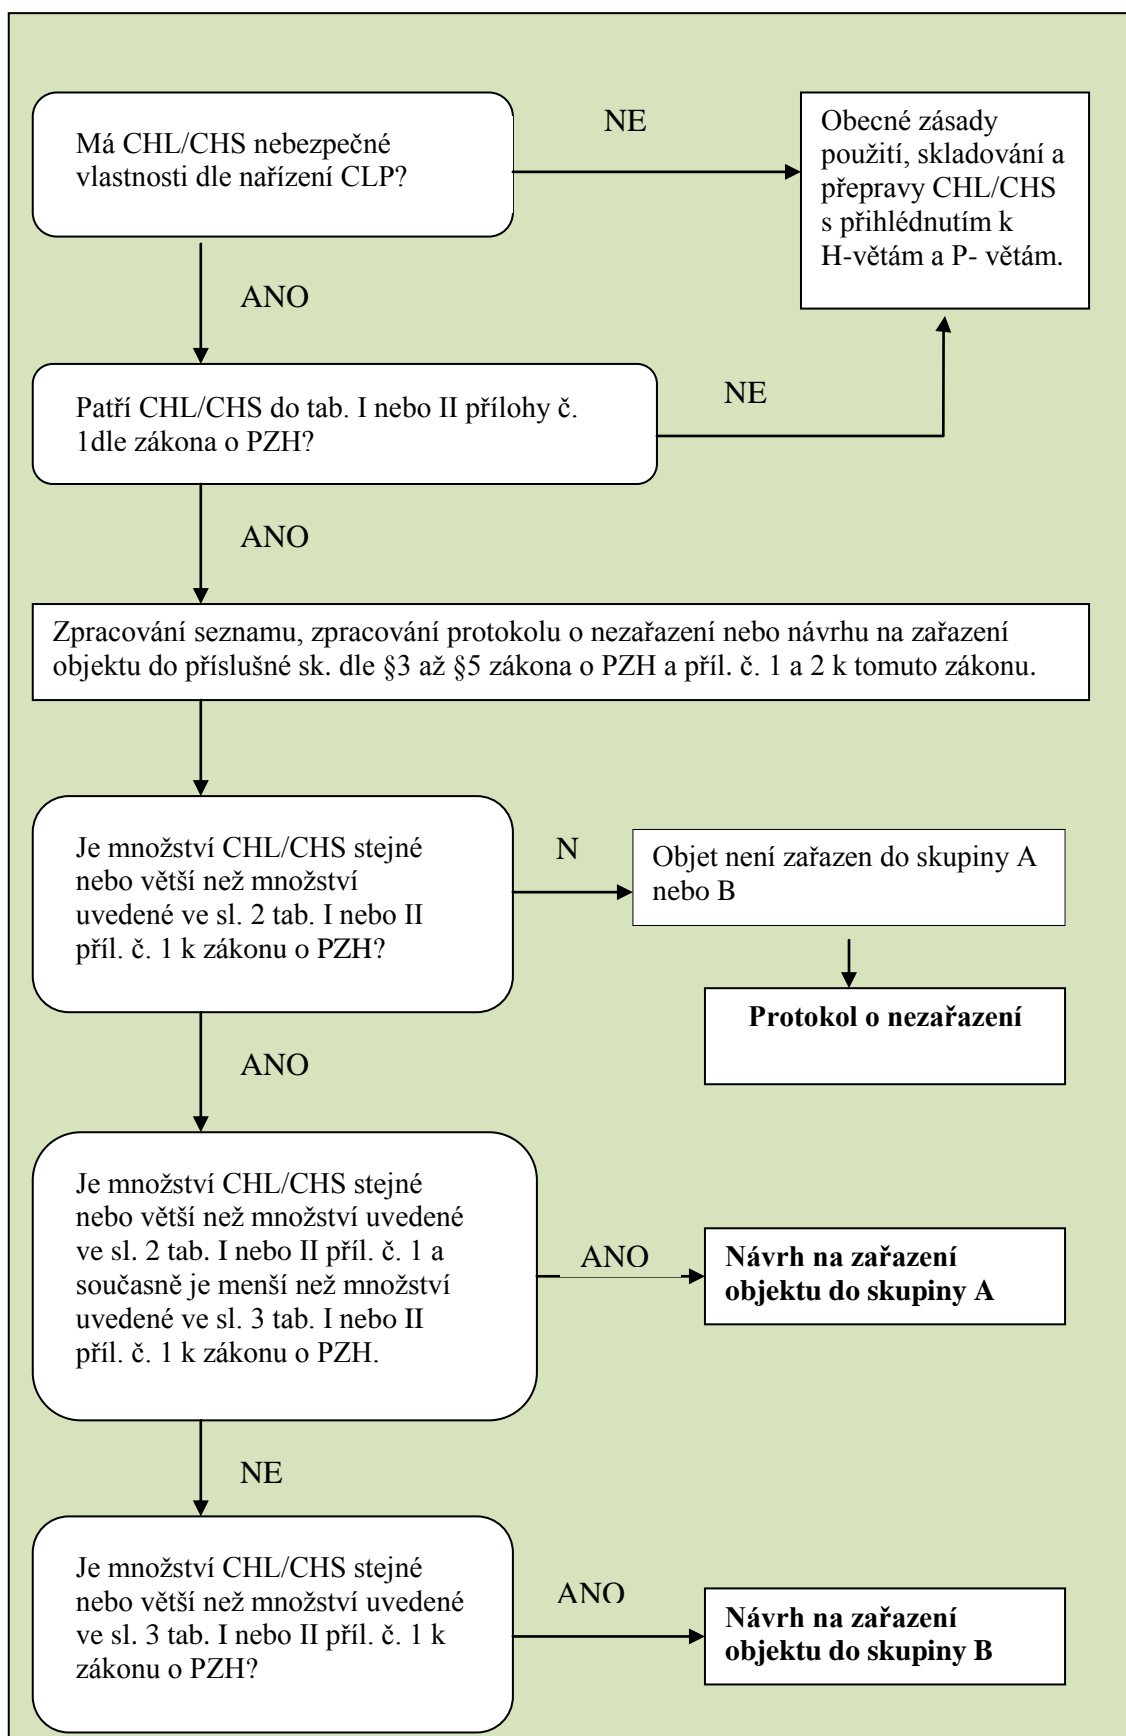 Má CHL/CHS nebezpečné
vlastnosti dle nařízení CLP?
NE
Obecné zásady
použití, skladování a
přepravy CHL/CHS
s přihlédnutím k
H-větám a P- větám.
ANO
Patří CHL/CHS do tab. I nebo II přílohy č.
1dle zákona o PZH?
NE
ANO
Zpracování seznamu, zpracování protokolu o nezařazení nebo návrhu na zařazení
objektu do příslušné sk. dle §3 až §5 zákona o PZH a příl. č. 1 a 2 k tomuto zákonu.
Je množství CHL/CHS stejné
nebo větší než množství
uvedené ve sl. 2 tab. I nebo II
příl. č. 1 k zákonu o PZH?
N
Objet není zařazen do skupiny A
nebo B
Protokol o nezařazení
ANO
Je množství CHL/CHS stejné
nebo větší než množství uvedené
ve sl. 2 tab. I nebo II příl. č. 1 a
současně je menší než množství
uvedené ve sl. 3 tab. I nebo II
příl. č. 1 k zákonu o PZH.
ANO
Návrh na zařazení
objektu do skupiny A
NE
Je množství CHL/CHS stejné
nebo větší než množství uvedené
ve sl. 3 tab. I nebo II příl. č. 1 k
zákonu o PZH?
ANO
Návrh na zařazení
objektu do skupiny B